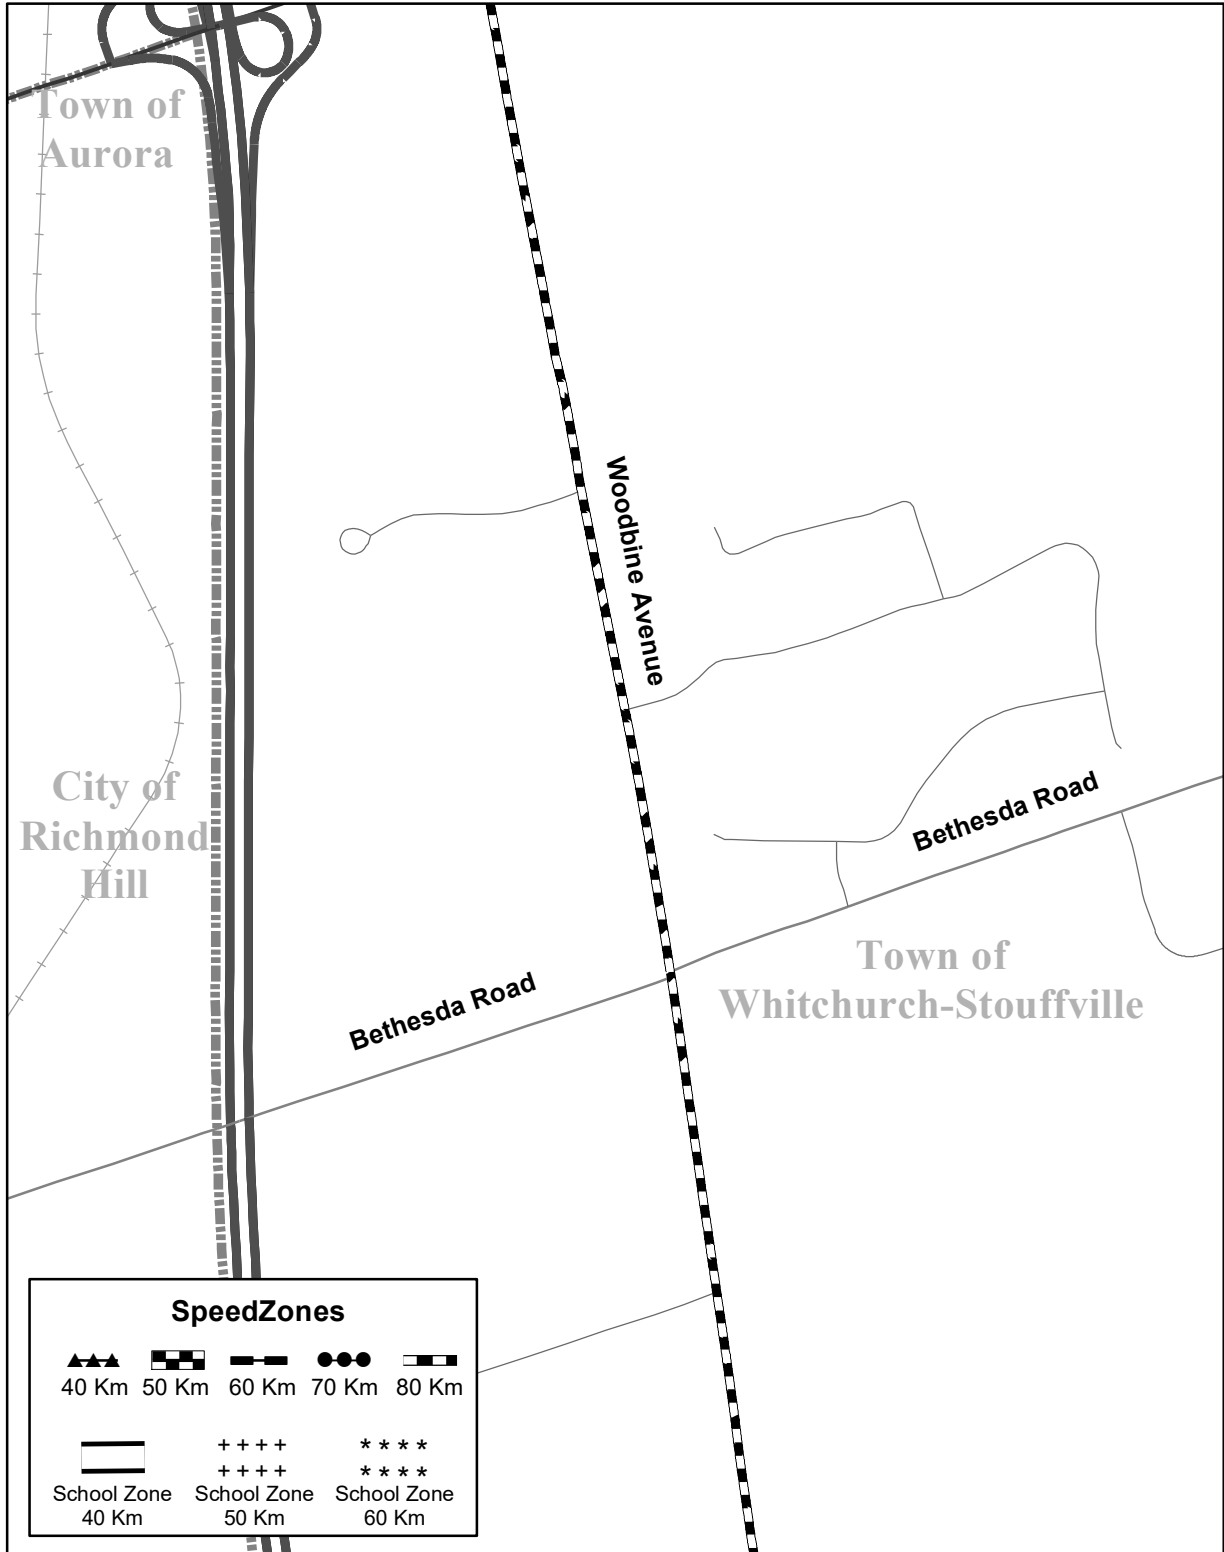 Town of
Aurora
Woodbine Avenue
City of
Richmond
Hill
Bethesda Road
Town of
Whitchurch-Stouffville
Bethesda Road
SpeedZones
40 Km 50 Km 60 Km 70 Km 80 Km
School Zone School Zone School Zone
40 Km 50 Km 60 Km